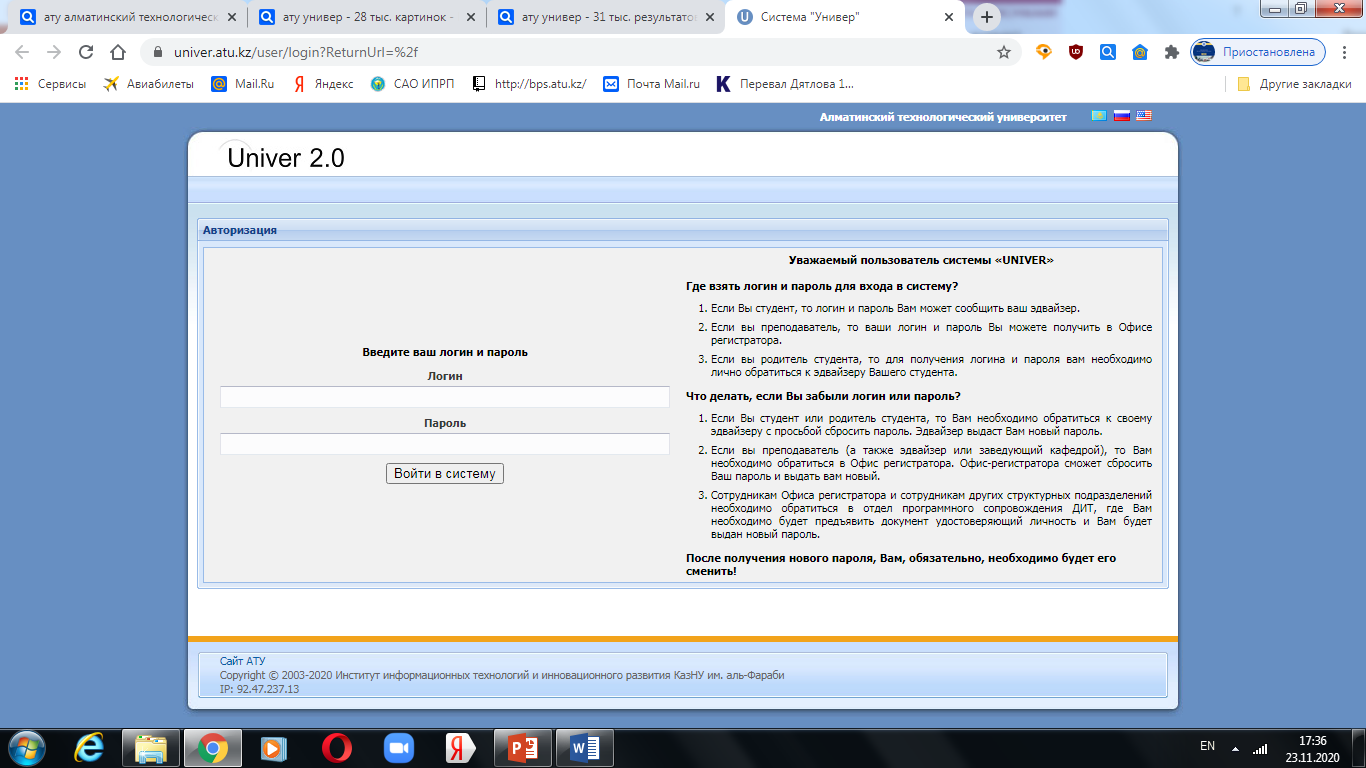 ату алматинский технологическ
ату универ - 28 тыс. картинок -
ату универ - 31 тыс. результато
Система "Универ"
univer.atu.kz/user/login?ReturnUrl=%2f
Приостановлена
Сервисы
Авиабилеты
Mail.Ru
Яндекс
САО ИПРП
http://bps.atu.kz/
Почта Mail.ru
Перевал Дятлова 1...
Другие закладки
Алматинский технологический университет
Univer 2.0
Авторизация
Введите ваш логин и пароль
Логин
Пароль
Войти в систему
Уважаемый пользователь системы «UNIVER»
Где взять логин и пароль для входа в систему?
1. Если Вы студент, то логин и пароль Вам может сообщить ваш эдвайзер.
2. Если вы преподаватель, то ваши логин и пароль Вы можете получить в Офисе
регистратора.
3. Если вы родитель студента, то для получения логина и пароля вам необходимо
лично обратиться к эдвайзеру Вашего студента.
Что делать, если Вы забыли логин или пароль?
1. Если Вы студент или родитель студента, то Вам необходимо обратиться к своему
эдвайзеру с просьбой сбросить пароль. Эдвайзер выдаст Вам новый пароль.
2. Если вы преподаватель (а также эдвайзер или заведующий кафедрой), то Вам
необходимо обратиться в Офис регистратора. Офис-регистратора сможет сбросить
Ваш пароль и выдать вам новый.
3. Сотрудникам Офиса регистратора и сотрудникам других структурных подразделений
необходимо обратиться в отдел программного сопровождения ДИТ, где Вам
необходимо будет предъявить документ удостоверяющий личность и Вам будет
выдан новый пароль.
После получения нового пароля, Вам, обязательно, необходимо будет его
сменить!
Сайт АТУ
Copyright © 2003-2020 Институт информационных технологий и инновационного развития КазНУ им. аль-Фараби
IP: 92.47.237.13
EN
17:36
23.11.2020